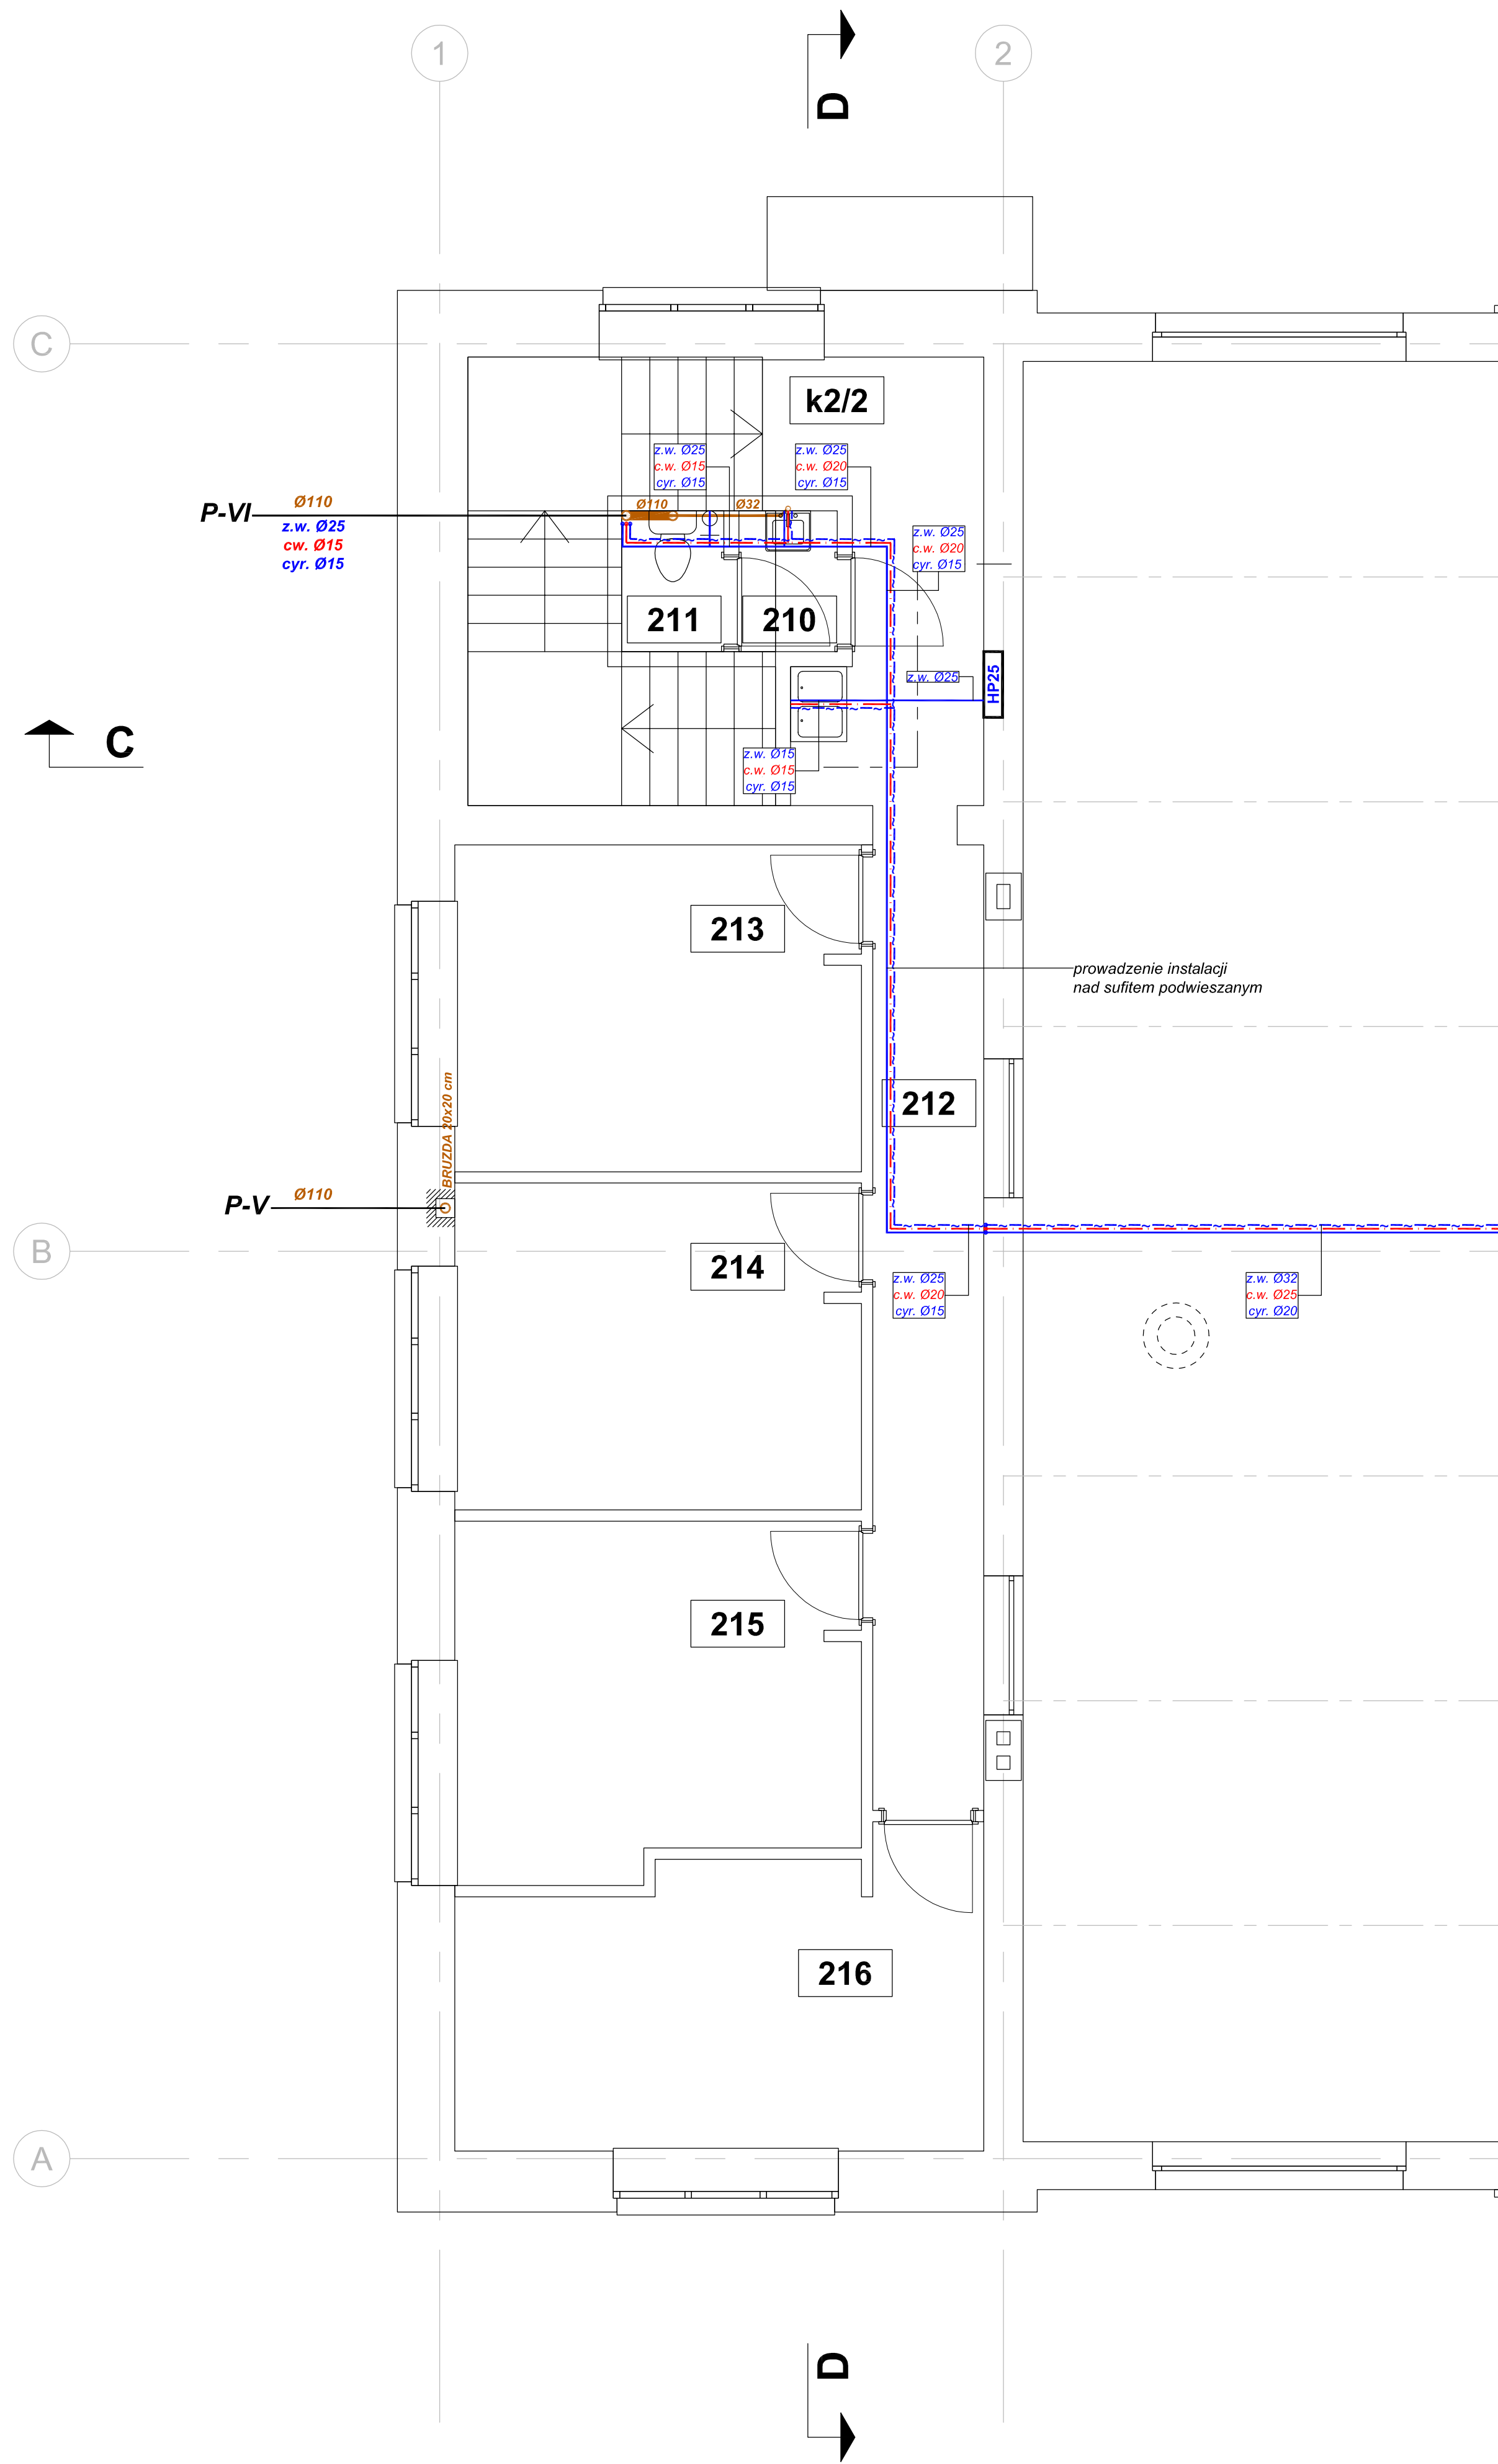 1
2
D
C
k2/2
z.w. Ø25
c.w. Ø15
cyr. Ø15
z.w. Ø25
c.w. Ø20
cyr. Ø15
P-VI
Ø110
z.w. Ø25
cw. Ø15
cyr. Ø15
Ø110
Ø32
z.w. Ø25
c.w. Ø20
cyr. Ø15
211
210
z.w. Ø25
HP25
C
z.w. Ø15
c.w. Ø15
cyr. Ø15
213
prowadzenie instalacji
nad sufitem podwieszanym
212
BRUZDA 20x20 cm
P-V
Ø110
B
214
z.w. Ø25
c.w. Ø20
cyr. Ø15
z.w. Ø32
c.w. Ø25
cyr. Ø20
215
216
A
D